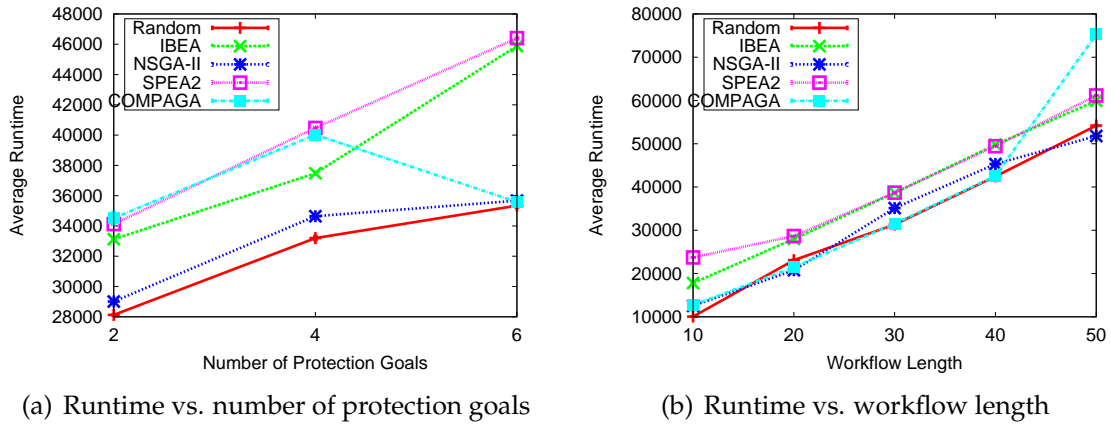 Random
IBEA
NSGA-II
SPEA2
COMPAGA
48000
46000
44000
42000
40000
38000
36000
34000
32000
30000
28000
Average Runtime
2
4
6
Number of Protection Goals
(a) Runtime vs. number of protection goals
Random
IBEA
NSGA-II
SPEA2
COMPAGA
80000
70000
60000
50000
40000
30000
20000
10000
Average Runtime
10
20
30
40
50
Workflow Length
(b) Runtime vs. workflow length